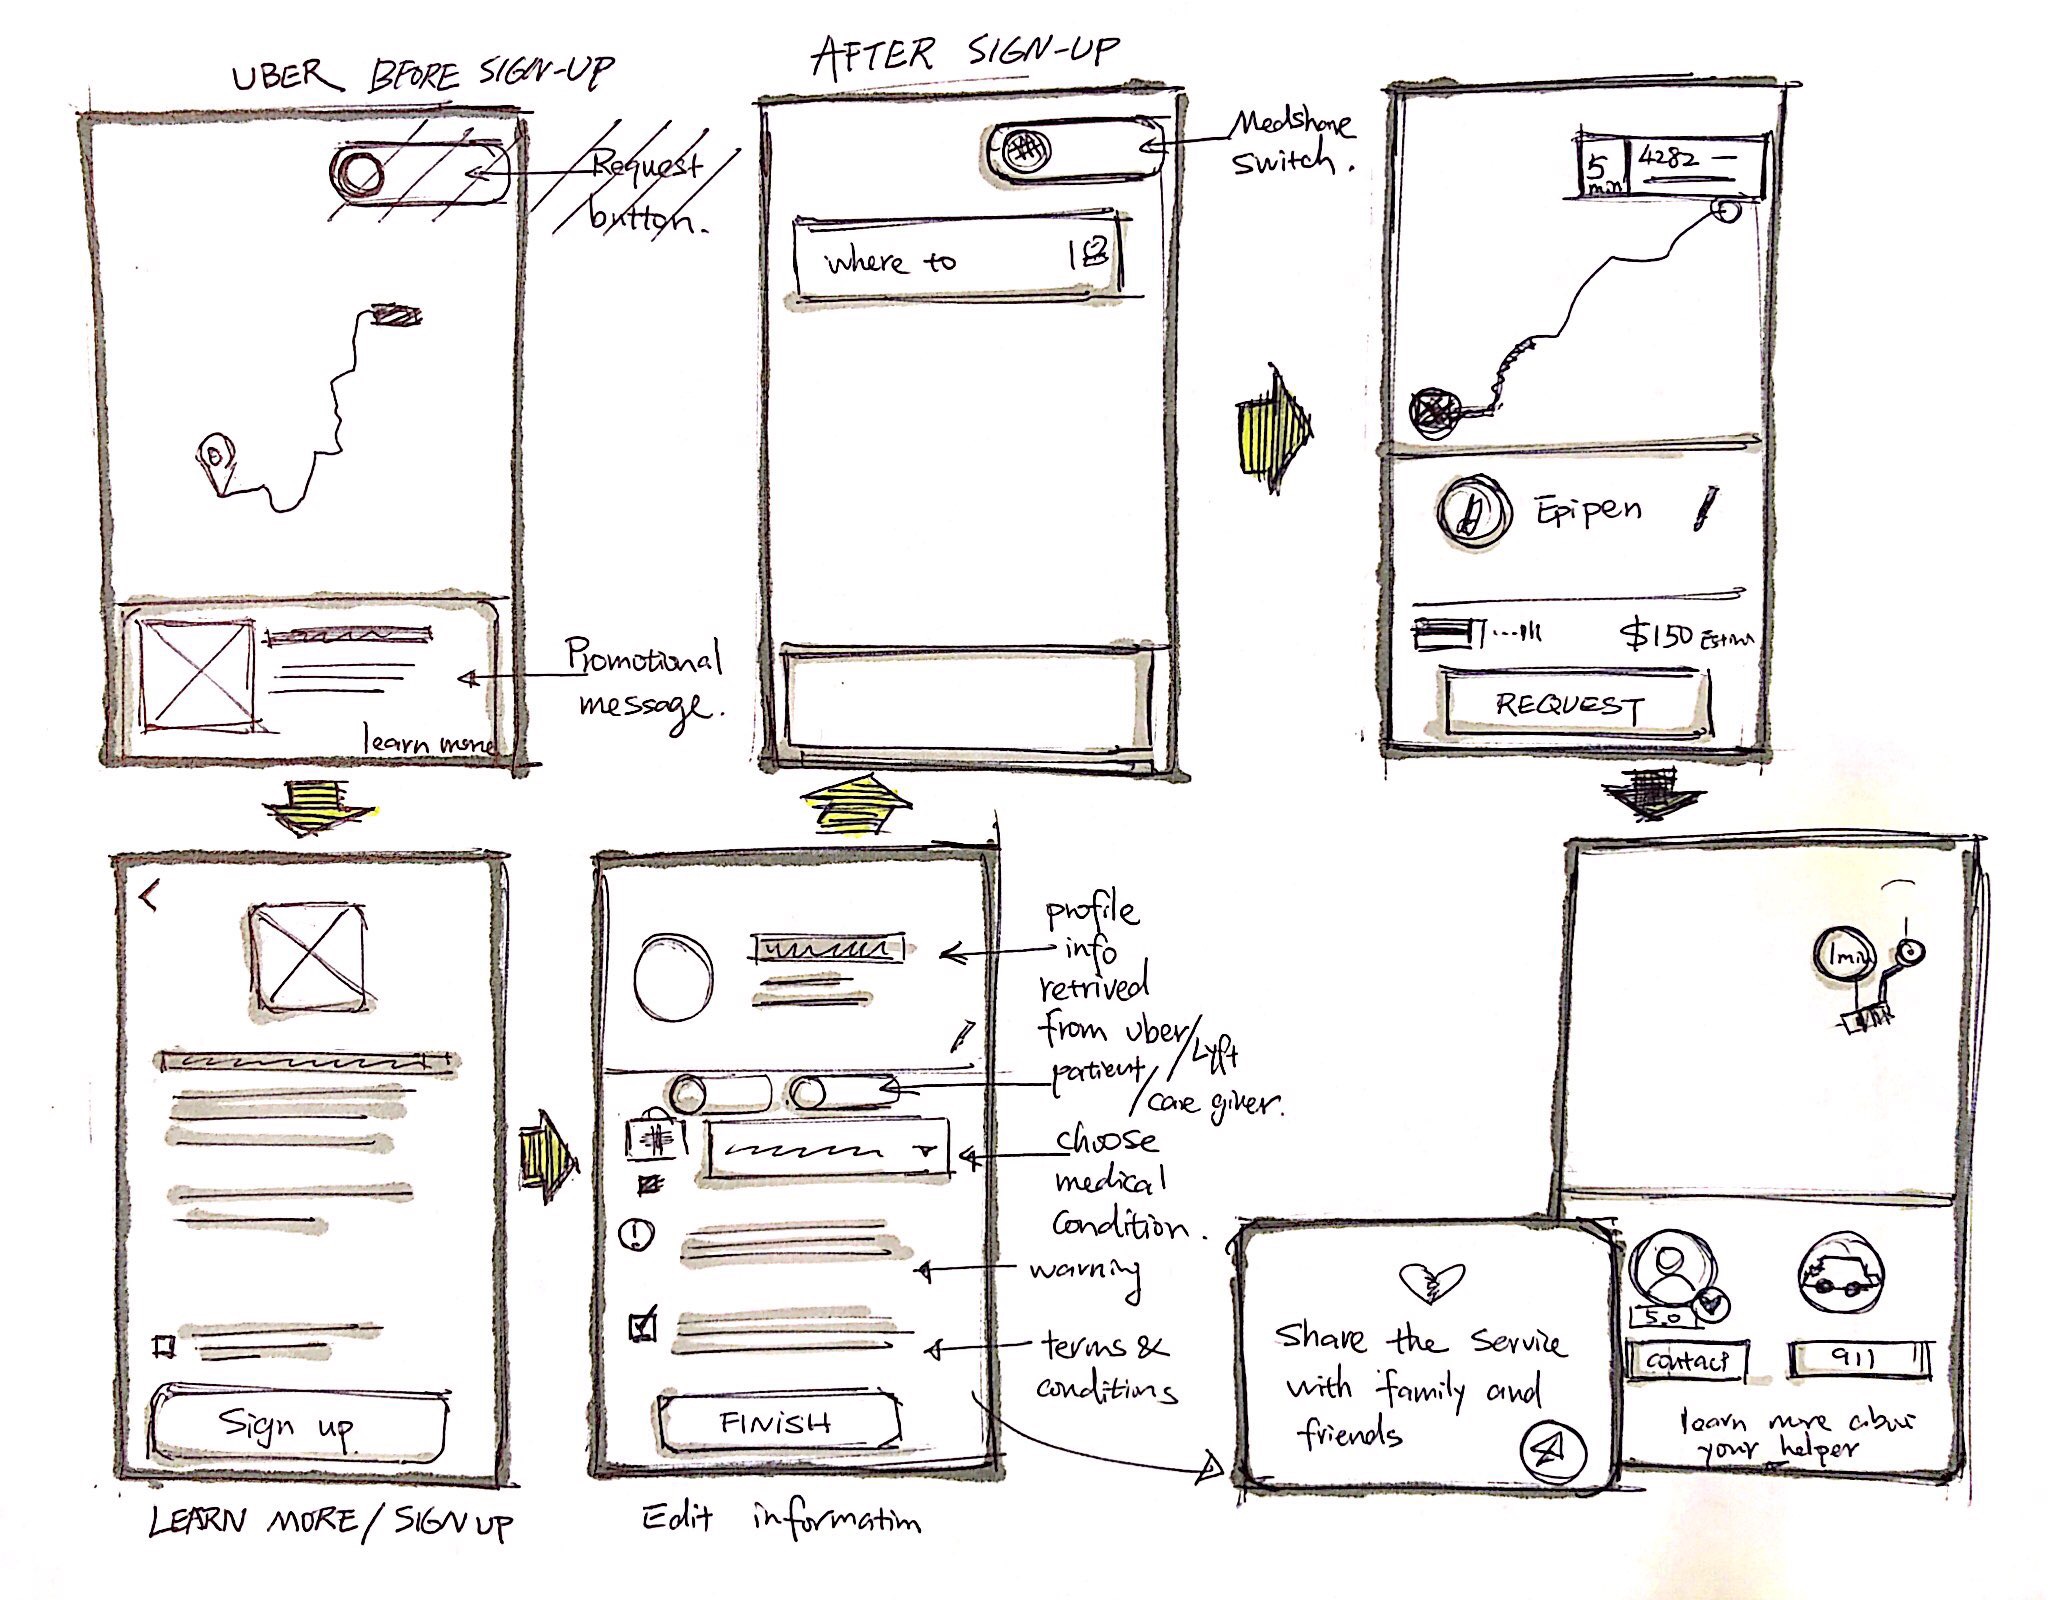 UBER BFORE SIGN-UP
Request
button.
Promotional
message.
learn more
AFTER SIGN-UP
Medshare
switch.
where to
5
min
4282
Epipen
$150 Estim
REQUEST
Sign up
LEARN MORE/SIGN UP
profile
info
retrived
from uber/Lyft
patient
/care giver.
choose
medical
condition.
warning
terms &
conditions
FINISH
Edit information
Share the service
with family and
friends
1min
5.0
contact
911
learn more about
your helper